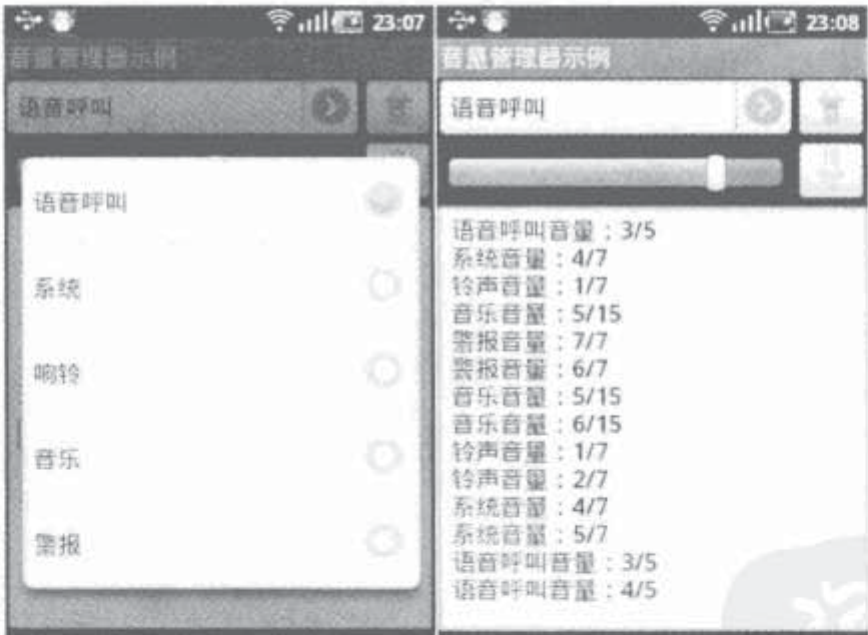 23:07
音量管理器示例
语音呼叫
语音呼叫
系统
响铃
音乐
警报
23:08
音量管理器示例
语音呼叫
语音呼叫音量：3/5
系统音量：4/7
铃声音量：1/7
音乐音量：5/15
警报音量：7/7
警报音量：6/7
音乐音量：5/15
音乐音量：6/15
铃声音量：1/7
铃声音量：2/7
系统音量：4/7
系统音量：5/7
语音呼叫音量：3/5
语音呼叫音量：4/5